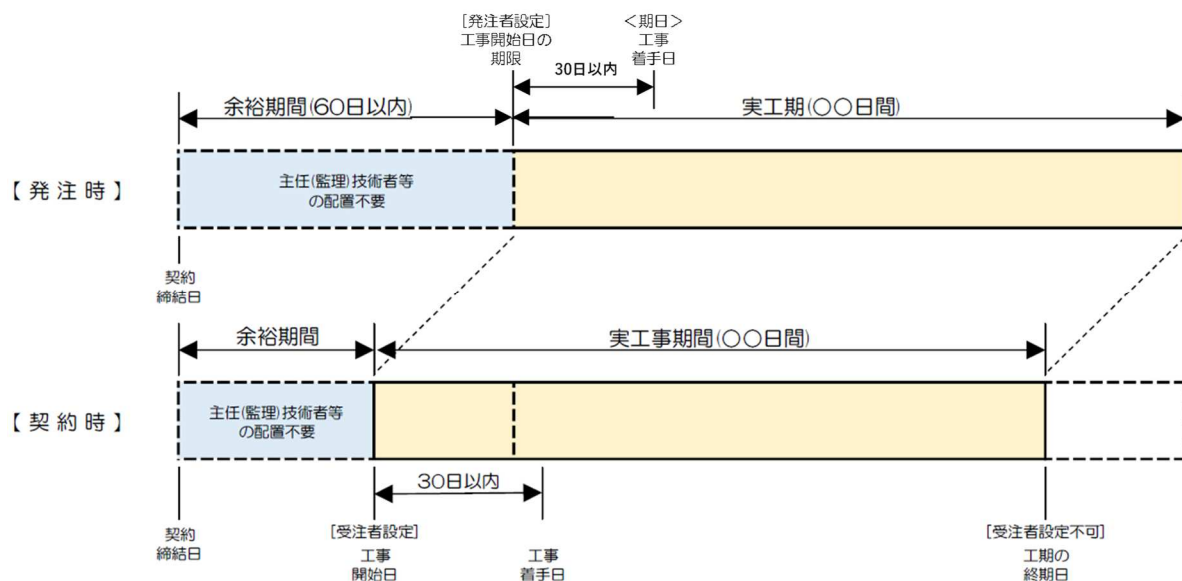 [発注者設定]
工事開始日の
期限
＜期日＞
工事
着手日
30日以内
余裕期間(60日以内)
実工期(〇〇日間)
【発注時】
主任(監理)技術者等
の配置不要
契約
締結日
余裕期間
実工事期間(〇〇日間)
【契約時】
主任(監理)技術者等
の配置不要
30日以内
契約
締結日
[受注者設定]
工事
開始日
工事
着手日
[受注者設定不可]
工期の
終期日